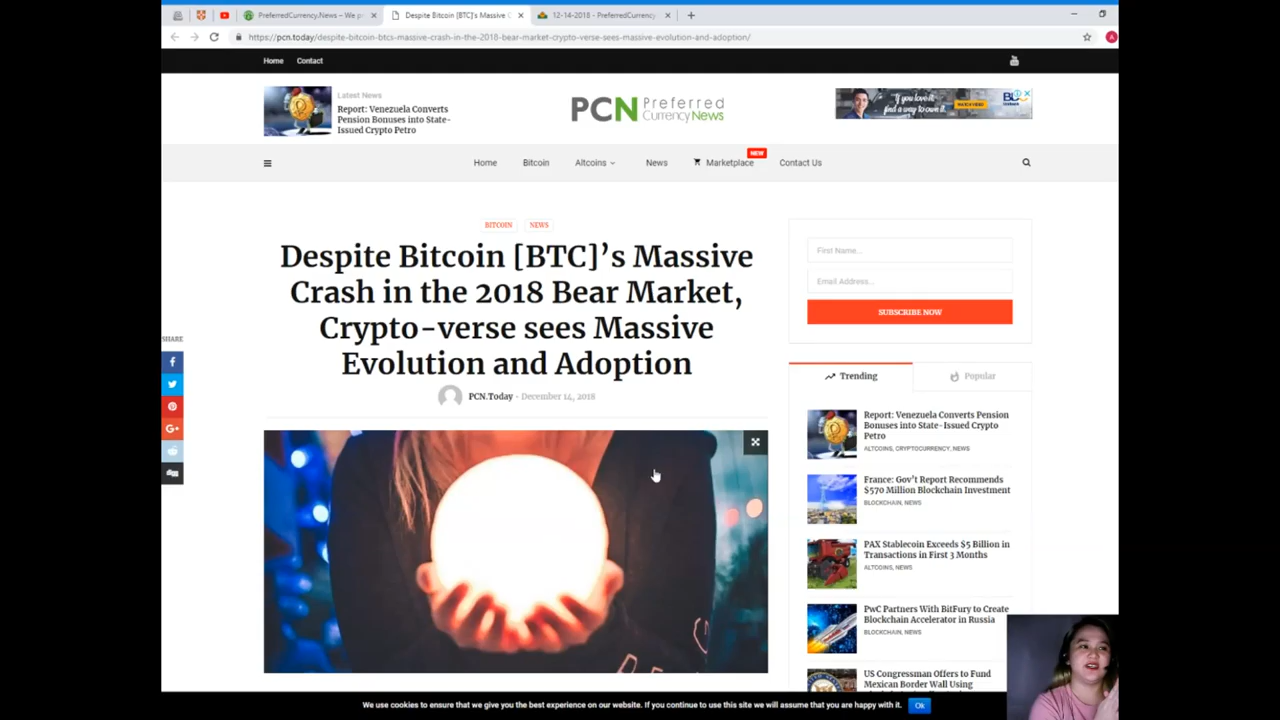 PreferredCurrency.News – We p
Despite Bitcoin [BTC]'s Massive C
12-14-2018 - PreferredCurrency
https://pcn.today/despite-bitcoin-btcs-massive-crash-in-the-2018-bear-market-crypto-verse-sees-massive-evolution-and-adoption/
A
Home Contact
Latest News
Report: Venezuela Converts
Pension Bonuses into State-
Issued Crypto Petro
PCN Preferred
Currency News
If you love it
find a way to own it.
Home Bitcoin Altcoins News Marketplace NEW Contact Us
BITCOIN NEWS
Despite Bitcoin [BTC]'s Massive
Crash in the 2018 Bear Market,
Crypto-verse sees Massive
Evolution and Adoption
PCN.Today - December 14, 2018
SHARE
f
G+
First Name...
Email Address...
SUBSCRIBE NOW
Trending Popular
Report: Venezuela Converts Pension
Bonuses into State-Issued Crypto
Petro
ALTCOINS, CRYPTOCURRENCY, NEWS
France: Gov't Report Recommends
$570 Million Blockchain Investment
BLOCKCHAIN, NEWS
PAX Stablecoin Exceeds $5 Billion in
Transactions in First 3 Months
ALTCOINS, NEWS
PwC Partners With BitFury to Create
Blockchain Accelerator in Russia
BLOCKCHAIN, NEWS
US Congressman Offers to Fund
Mexican Border Wall Using
We use cookies to ensure that we give you the best experience on our website. If you continue to use this site we will assume that you are happy with it. Ok